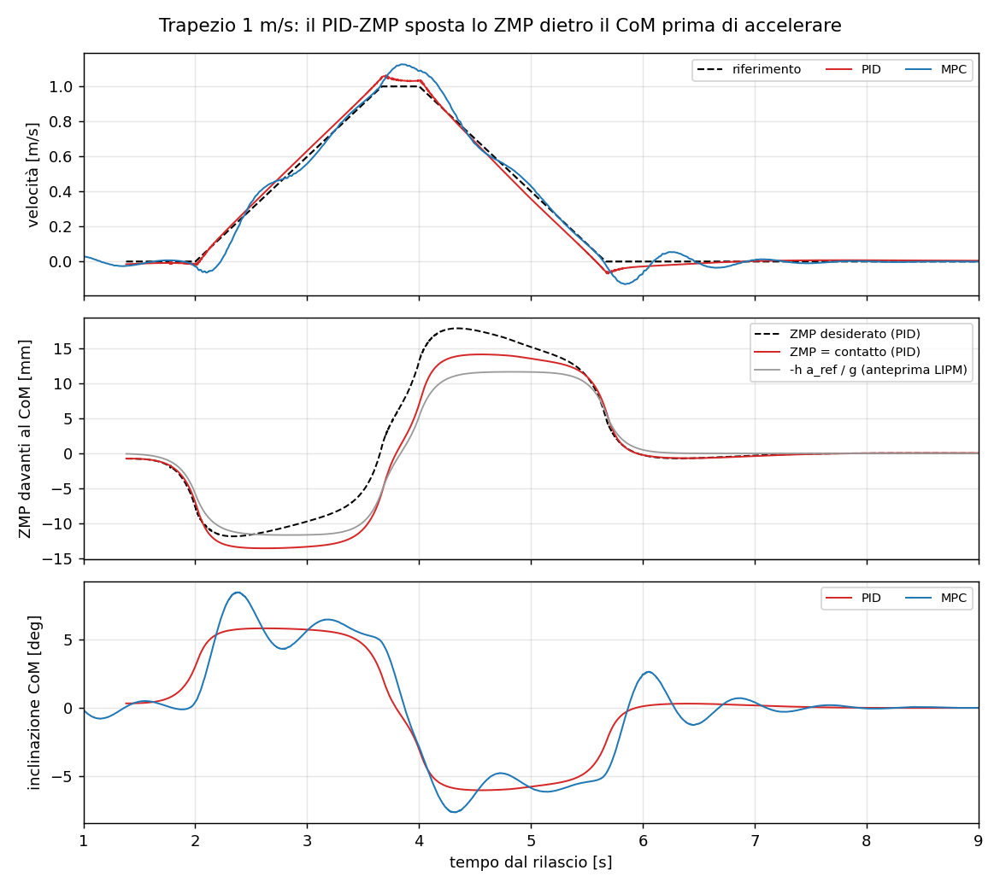 Trapezio 1 m/s: il PID-ZMP sposta lo ZMP dietro il CoM prima di accelerare
riferimento PID MPC
velocità [m/s]
1.0
0.8
0.6
0.4
0.2
0.0
ZMP desiderato (PID)
ZMP = contatto (PID)
-h a_ref / g (anteprima LIPM)
ZMP davanti al CoM [mm]
15
10
5
0
−5
−10
−15
PID MPC
inclinazione CoM [deg]
5
0
−5
1 2 3 4 5 6 7 8 9
tempo dal rilascio [s]